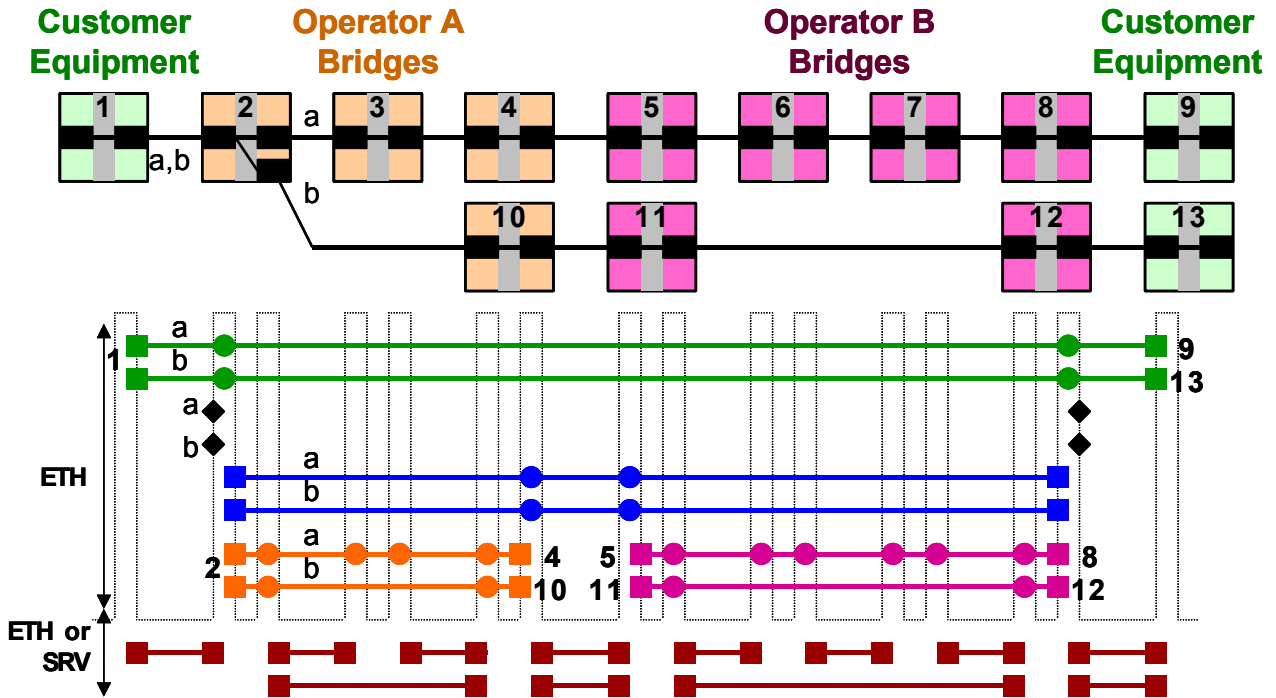 Customer Equipment
Operator A Bridges
Operator B Bridges
Customer Equipment
1 2 3 4 5 6 7 8 9
a
a,b
b
10 11 12 13
a
1 b 9
13
a
b
a
ETH b
a
2 b 4 5 8
10 11 12
ETH or
SRV